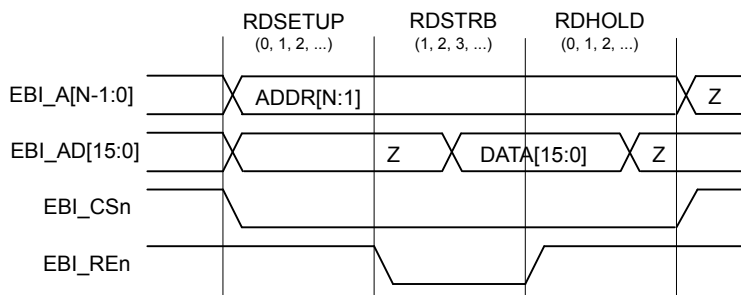 RDSETUP RDSTRB RDHOLD
(0, 1, 2, ...) (1, 2, 3, ...) (0, 1, 2, ...)
EBI_A[N-1:0] ADDR[N:1] Z
EBI_AD[15:0] Z DATA[15:0] Z
EBI_CSn
EBI_REn